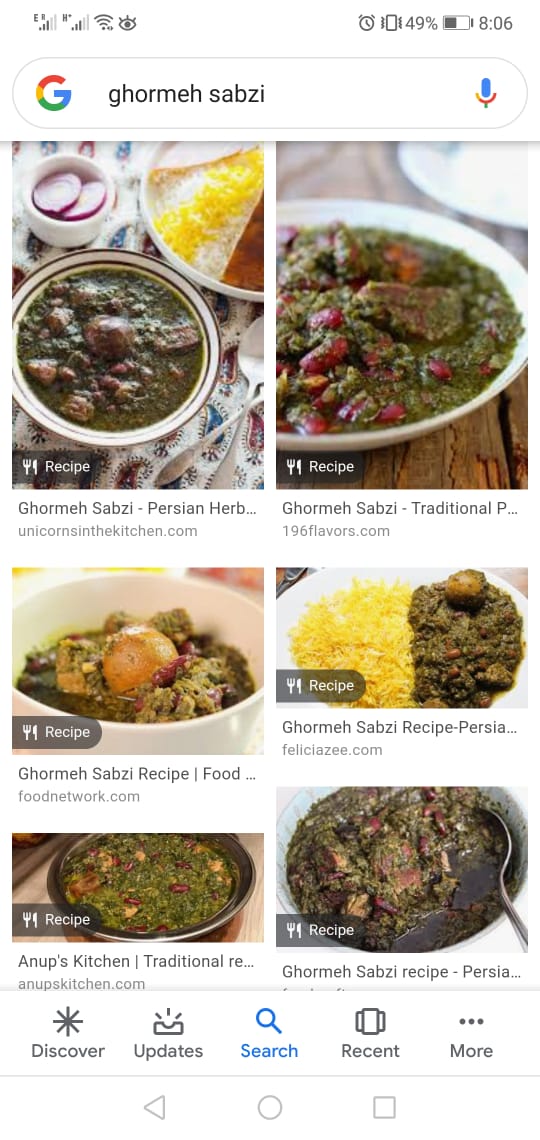 49% 8:06
ghormeh sabzi
Recipe
Recipe
Ghormeh Sabzi - Persian Herb...
unicornsinthekitchen.com
Ghormeh Sabzi - Traditional P...
196flavors.com
Recipe
Ghormeh Sabzi Recipe | Food ...
foodnetwork.com
Recipe
Ghormeh Sabzi Recipe-Persia...
feliciazee.com
Recipe
Anup's Kitchen | Traditional re...
anupskitchen.com
Recipe
Ghormeh Sabzi recipe - Persia...
Discover Updates Search Recent More